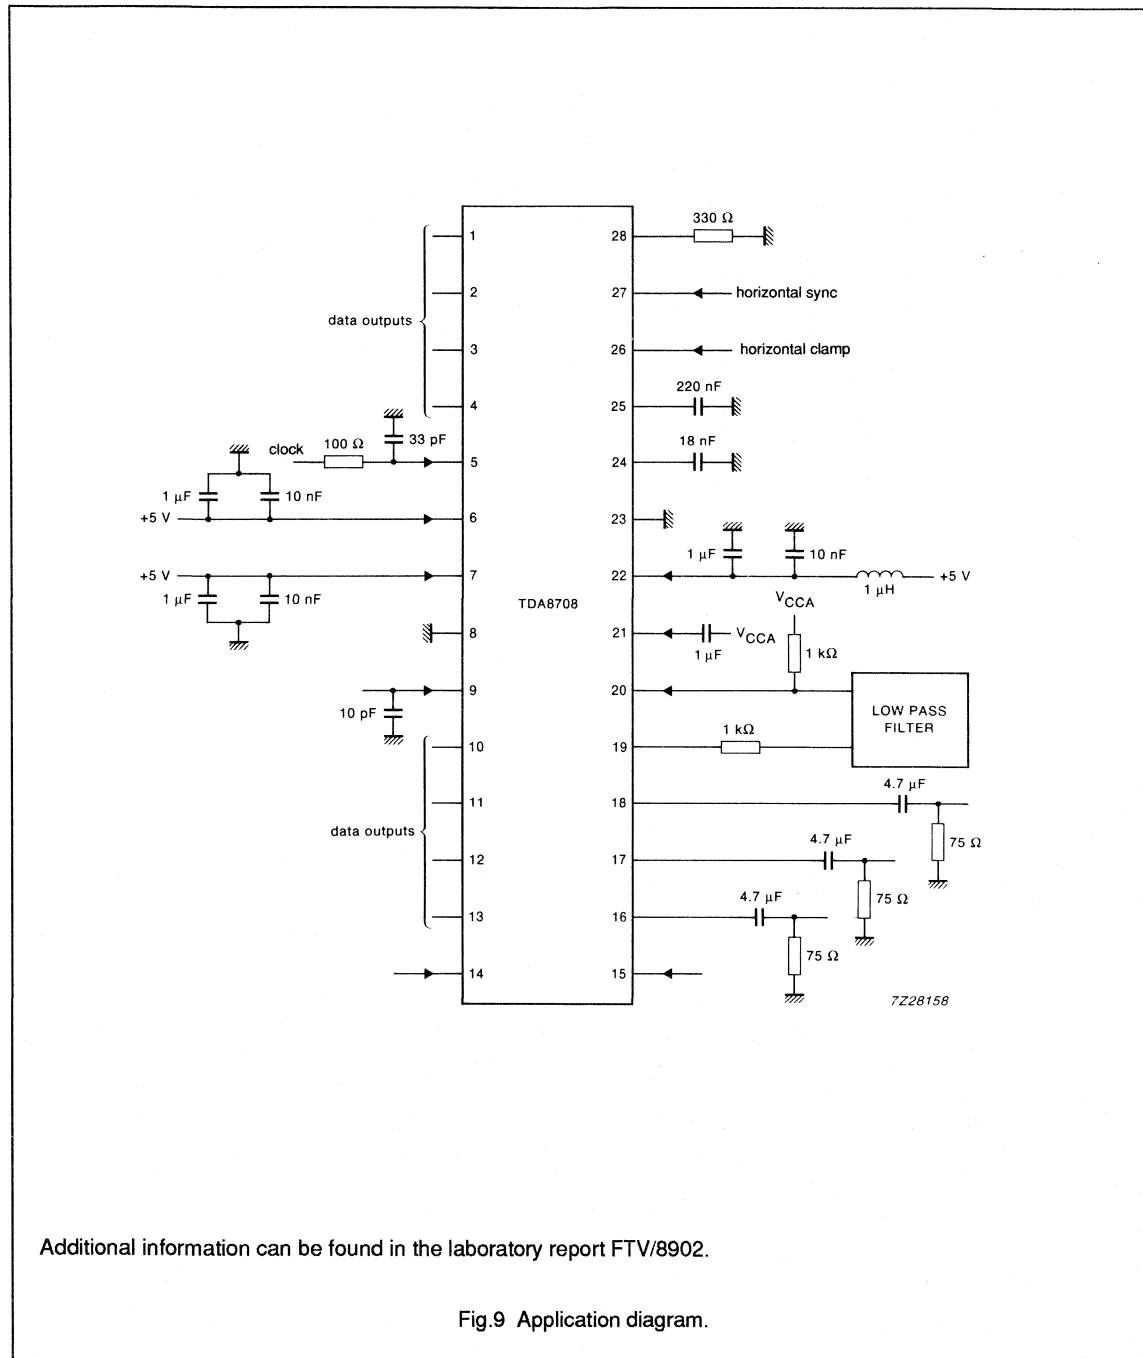 1 28 330 Ω
2 27 horizontal sync
data outputs
3 26 horizontal clamp
4 25 220 nF
clock 100 Ω 33 pF 5 24 18 nF
1 µF 10 nF
+5 V 6 23
1 µF 10 nF
+5 V 7 22 1 µH +5 V
1 µF 10 nF
TDA8708
VCCA
8 21 1 µF VCCA
1 kΩ
9 20
10 pF
LOW PASS
FILTER
10 19 1 kΩ
11 18 4.7 µF 75 Ω
data outputs
12 17 4.7 µF 75 Ω
13 16 4.7 µF 75 Ω
14 15
7Z28158
Additional information can be found in the laboratory report FTV/8902.
Fig.9 Application diagram.